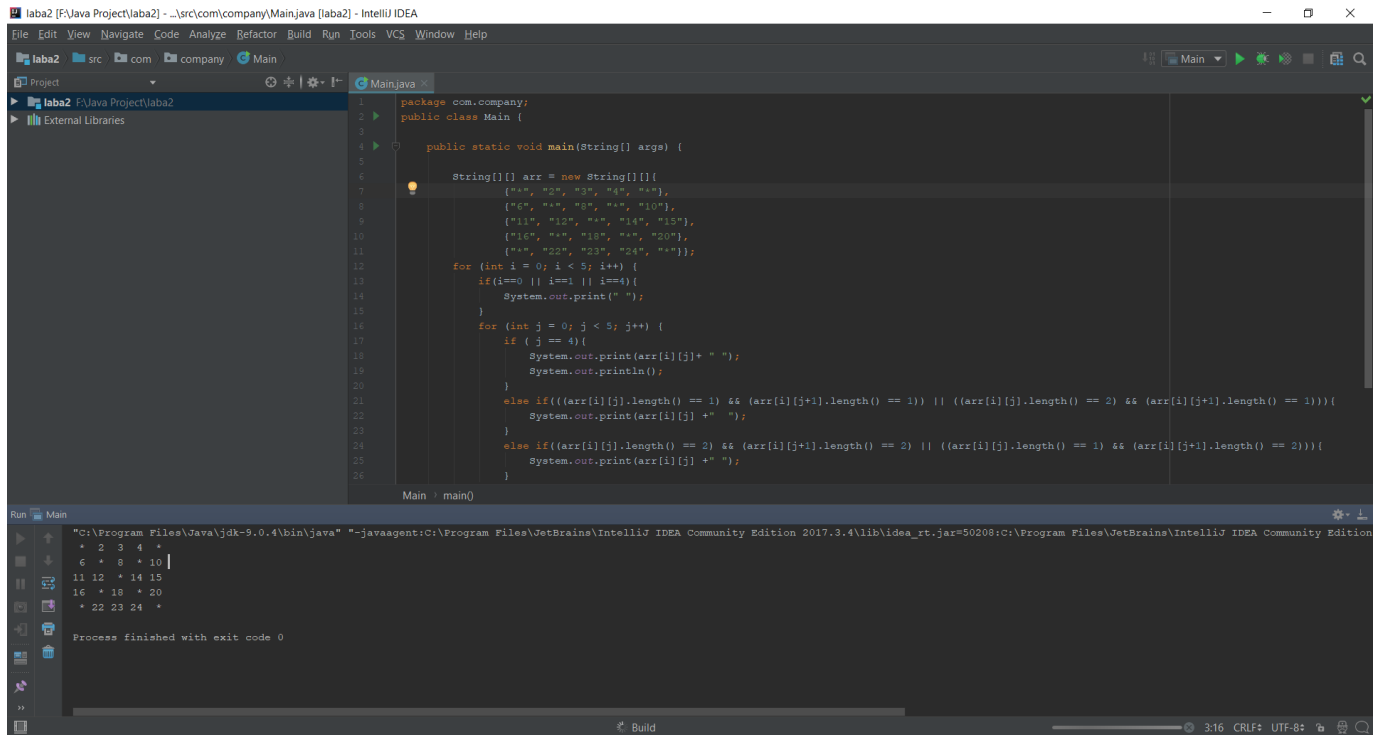 laba2 [F:\Java Project\laba2] - ...\src\com\company\Main.java [laba2] - IntelliJ IDEA
File Edit View Navigate Code Analyze Refactor Build Run Tools VCS Window Help
laba2 src com company Main
Main
Project
Main.java
laba2 F:\Java Project\laba2
External Libraries
1 package com.company;
2 public class Main {
3
4 public static void main(String[] args) {
5
6 String[][] arr = new String[][]{
7 {"*", "2", "3", "4", "*"},
8 {"6", "*", "8", "*", "10"},
9 {"11", "12", "*", "14", "15"},
10 {"16", "*", "18", "*", "20"},
11 {"*", "22", "23", "24", "*"}};
12 for (int i = 0; i < 5; i++) {
13 if(i==0 || i==1 || i==4){
14 System.out.print(" ");
15 }
16 for (int j = 0; j < 5; j++) {
17 if ( j == 4){
18 System.out.print(arr[i][j]+ " ");
19 System.out.println();
20 }
21 else if(((arr[i][j].length() == 1) && (arr[i][j+1].length() == 1)) || ((arr[i][j].length() == 2) && (arr[i][j+1].length() == 1))){
22 System.out.print(arr[i][j] +"  ");
23 }
24 else if((arr[i][j].length() == 2) && (arr[i][j+1].length() == 2) || ((arr[i][j].length() == 1) && (arr[i][j+1].length() == 2))){
25 System.out.print(arr[i][j] +" ");
26 }
Main main()
Run Main
"C:\Program Files\Java\jdk-9.0.4\bin\java" "-javaagent:C:\Program Files\JetBrains\IntelliJ IDEA Community Edition 2017.3.4\lib\idea_rt.jar=50208:C:\Program Files\JetBrains\IntelliJ IDEA Community Edition
* 2 3 4 *
6 * 8 * 10
11 12 * 14 15
16 * 18 * 20
* 22 23 24 *
Process finished with exit code 0
Build
3:16 CRLF UTF-8